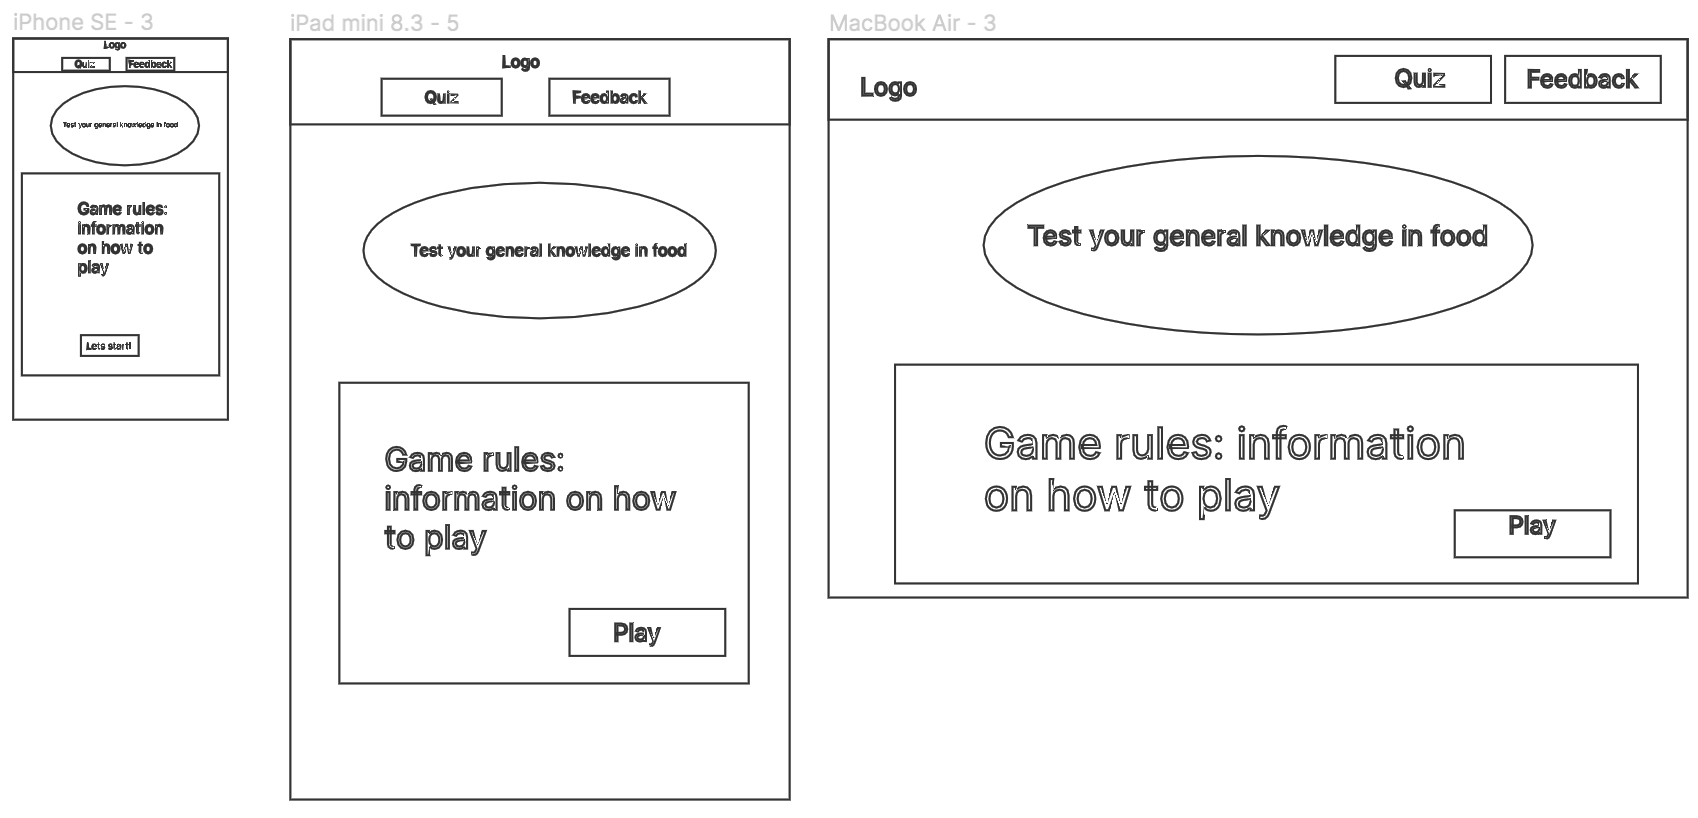 iPhone SE - 3
Logo
Quiz
Feedback
Test your general knowledge in food
Game rules:
information
on how to
play
Lets start!
iPad mini 8.3 - 5
Logo
Quiz
Feedback
Test your general knowledge in food
Game rules:
information on how
to play
Play
MacBook Air - 3
Logo
Quiz
Feedback
Test your general knowledge in food
Game rules: information
on how to play
Play